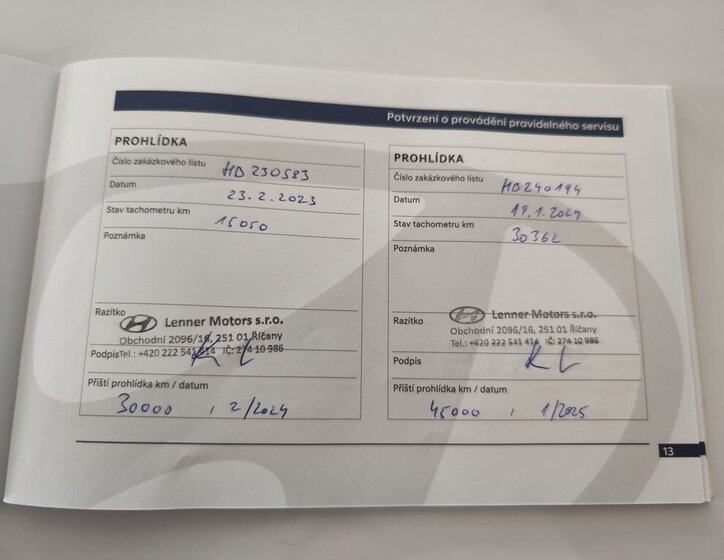 Potvrzení o provádění pravidelného servisu
PROHLÍDKA
Číslo zakázkového listu HD 230583
Datum 23.2.2023
Stav tachometru km 15050
Poznámka
Razítko
Lenner Motors s.r.o.
Obchodní 2096/16, 251 01 Říčany
Podpis Tel.: +420 222 541 414 IČ: 274 10 986
KL
Příští prohlídka km / datum
30000 , 2/2024
PROHLÍDKA
Číslo zakázkového listu HD240194
Datum 19.1.2024
Stav tachometru km 30362
Poznámka
Razítko
Lenner Motors s.r.o.
Obchodní 2096/16, 251 01 Říčany
Tel.: +420 222 541 414 IČ: 274 10 986
Podpis KL
Příští prohlídka km / datum
45000 , 1/2025
13